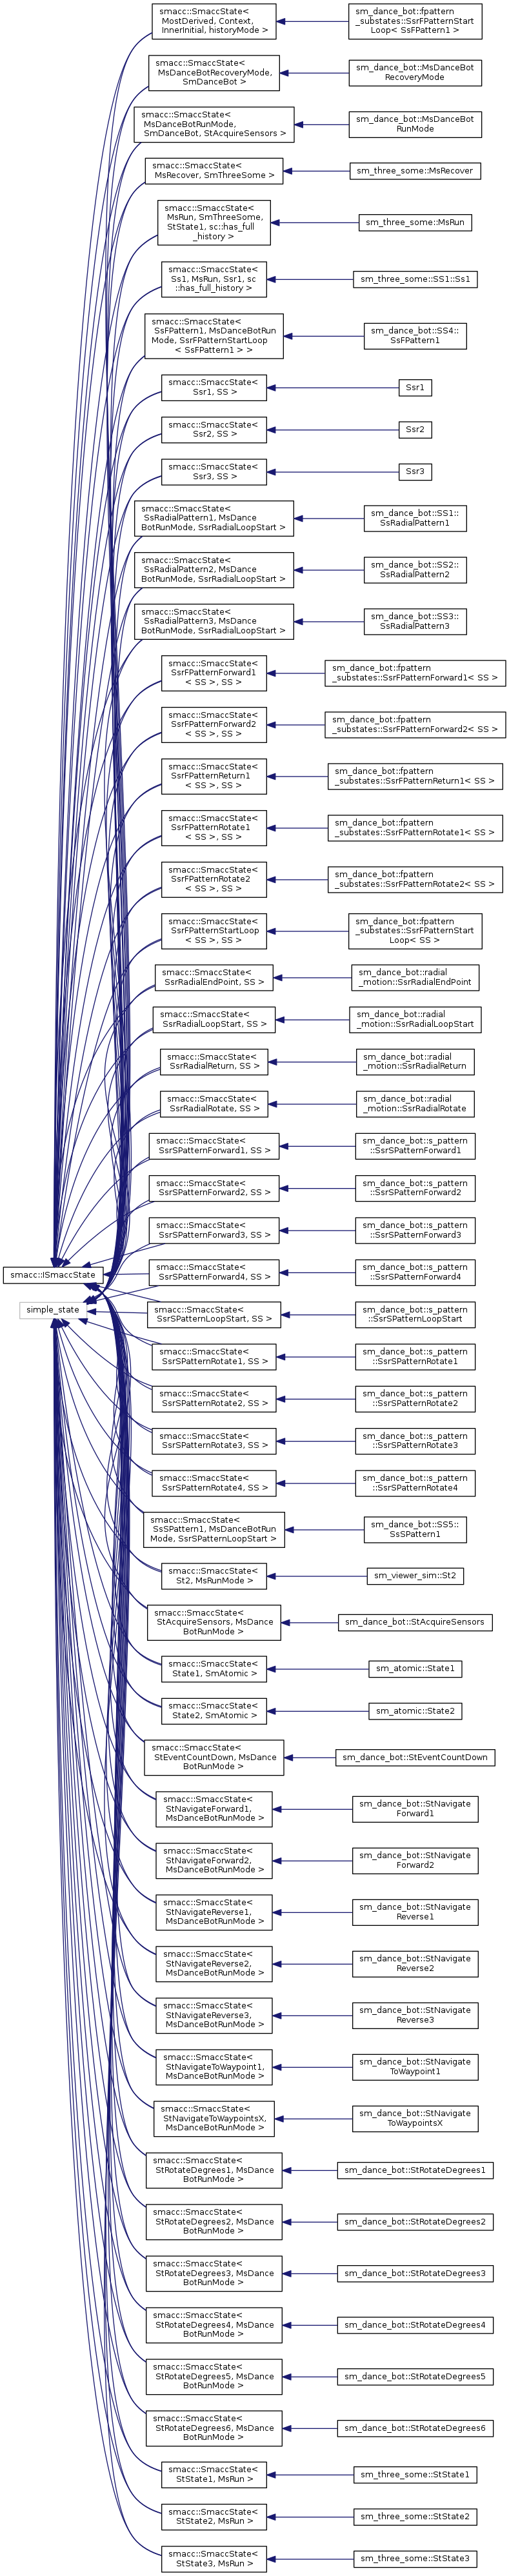 smacc::SmaccState<
MostDerived, Context,
InnerInitial, historyMode >
sm_dance_bot::fpattern
_substates::SsrFPatternStart
Loop< SsFPattern1 >
smacc::SmaccState<
MsDanceBotRecoveryMode,
SmDanceBot >
sm_dance_bot::MsDanceBot
RecoveryMode
smacc::SmaccState<
MsDanceBotRunMode,
SmDanceBot, StAcquireSensors >
sm_dance_bot::MsDanceBot
RunMode
smacc::SmaccState<
MsRecover, SmThreeSome >
sm_three_some::MsRecover
smacc::SmaccState<
MsRun, SmThreeSome,
StState1, sc::has_full
_history >
sm_three_some::MsRun
smacc::SmaccState<
Ss1, MsRun, Ssr1, sc
::has_full_history >
sm_three_some::SS1::Ss1
smacc::SmaccState<
SsFPattern1, MsDanceBotRun
Mode, SsrFPatternStartLoop
< SsFPattern1 > >
sm_dance_bot::SS4::
SsFPattern1
smacc::SmaccState<
Ssr1, SS >
Ssr1
smacc::SmaccState<
Ssr2, SS >
Ssr2
smacc::SmaccState<
Ssr3, SS >
Ssr3
smacc::SmaccState<
SsRadialPattern1, MsDance
BotRunMode, SsrRadialLoopStart >
sm_dance_bot::SS1::
SsRadialPattern1
smacc::SmaccState<
SsRadialPattern2, MsDance
BotRunMode, SsrRadialLoopStart >
sm_dance_bot::SS2::
SsRadialPattern2
smacc::SmaccState<
SsRadialPattern3, MsDance
BotRunMode, SsrRadialLoopStart >
sm_dance_bot::SS3::
SsRadialPattern3
smacc::SmaccState<
SsrFPatternForward1
< SS >, SS >
sm_dance_bot::fpattern
_substates::SsrFPatternForward1< SS >
smacc::SmaccState<
SsrFPatternForward2
< SS >, SS >
sm_dance_bot::fpattern
_substates::SsrFPatternForward2< SS >
smacc::SmaccState<
SsrFPatternReturn1
< SS >, SS >
sm_dance_bot::fpattern
_substates::SsrFPatternReturn1< SS >
smacc::SmaccState<
SsrFPatternRotate1
< SS >, SS >
sm_dance_bot::fpattern
_substates::SsrFPatternRotate1< SS >
smacc::SmaccState<
SsrFPatternRotate2
< SS >, SS >
sm_dance_bot::fpattern
_substates::SsrFPatternRotate2< SS >
smacc::SmaccState<
SsrFPatternStartLoop
< SS >, SS >
sm_dance_bot::fpattern
_substates::SsrFPatternStart
Loop< SS >
smacc::SmaccState<
SsrRadialEndPoint, SS >
sm_dance_bot::radial
_motion::SsrRadialEndPoint
smacc::SmaccState<
SsrRadialLoopStart, SS >
sm_dance_bot::radial
_motion::SsrRadialLoopStart
smacc::SmaccState<
SsrRadialReturn, SS >
sm_dance_bot::radial
_motion::SsrRadialReturn
smacc::SmaccState<
SsrRadialRotate, SS >
sm_dance_bot::radial
_motion::SsrRadialRotate
smacc::SmaccState<
SsrSPatternForward1, SS >
sm_dance_bot::s_pattern
::SsrSPatternForward1
smacc::SmaccState<
SsrSPatternForward2, SS >
sm_dance_bot::s_pattern
::SsrSPatternForward2
smacc::SmaccState<
SsrSPatternForward3, SS >
sm_dance_bot::s_pattern
::SsrSPatternForward3
smacc::ISmaccState
smacc::SmaccState<
SsrSPatternForward4, SS >
sm_dance_bot::s_pattern
::SsrSPatternForward4
simple_state
smacc::SmaccState<
SsrSPatternLoopStart, SS >
sm_dance_bot::s_pattern
::SsrSPatternLoopStart
smacc::SmaccState<
SsrSPatternRotate1, SS >
sm_dance_bot::s_pattern
::SsrSPatternRotate1
smacc::SmaccState<
SsrSPatternRotate2, SS >
sm_dance_bot::s_pattern
::SsrSPatternRotate2
smacc::SmaccState<
SsrSPatternRotate3, SS >
sm_dance_bot::s_pattern
::SsrSPatternRotate3
smacc::SmaccState<
SsrSPatternRotate4, SS >
sm_dance_bot::s_pattern
::SsrSPatternRotate4
smacc::SmaccState<
SsSPattern1, MsDanceBotRun
Mode, SsrSPatternLoopStart >
sm_dance_bot::SS5::
SsSPattern1
smacc::SmaccState<
St2, MsRunMode >
sm_viewer_sim::St2
smacc::SmaccState<
StAcquireSensors, MsDance
BotRunMode >
sm_dance_bot::StAcquireSensors
smacc::SmaccState<
State1, SmAtomic >
sm_atomic::State1
smacc::SmaccState<
State2, SmAtomic >
sm_atomic::State2
smacc::SmaccState<
StEventCountDown, MsDance
BotRunMode >
sm_dance_bot::StEventCountDown
smacc::SmaccState<
StNavigateForward1,
MsDanceBotRunMode >
sm_dance_bot::StNavigate
Forward1
smacc::SmaccState<
StNavigateForward2,
MsDanceBotRunMode >
sm_dance_bot::StNavigate
Forward2
smacc::SmaccState<
StNavigateReverse1,
MsDanceBotRunMode >
sm_dance_bot::StNavigate
Reverse1
smacc::SmaccState<
StNavigateReverse2,
MsDanceBotRunMode >
sm_dance_bot::StNavigate
Reverse2
smacc::SmaccState<
StNavigateReverse3,
MsDanceBotRunMode >
sm_dance_bot::StNavigate
Reverse3
smacc::SmaccState<
StNavigateToWaypoint1,
MsDanceBotRunMode >
sm_dance_bot::StNavigate
ToWaypoint1
smacc::SmaccState<
StNavigateToWaypointsX,
MsDanceBotRunMode >
sm_dance_bot::StNavigate
ToWaypointsX
smacc::SmaccState<
StRotateDegrees1, MsDance
BotRunMode >
sm_dance_bot::StRotateDegrees1
smacc::SmaccState<
StRotateDegrees2, MsDance
BotRunMode >
sm_dance_bot::StRotateDegrees2
smacc::SmaccState<
StRotateDegrees3, MsDance
BotRunMode >
sm_dance_bot::StRotateDegrees3
smacc::SmaccState<
StRotateDegrees4, MsDance
BotRunMode >
sm_dance_bot::StRotateDegrees4
smacc::SmaccState<
StRotateDegrees5, MsDance
BotRunMode >
sm_dance_bot::StRotateDegrees5
smacc::SmaccState<
StRotateDegrees6, MsDance
BotRunMode >
sm_dance_bot::StRotateDegrees6
smacc::SmaccState<
StState1, MsRun >
sm_three_some::StState1
smacc::SmaccState<
StState2, MsRun >
sm_three_some::StState2
smacc::SmaccState<
StState3, MsRun >
sm_three_some::StState3